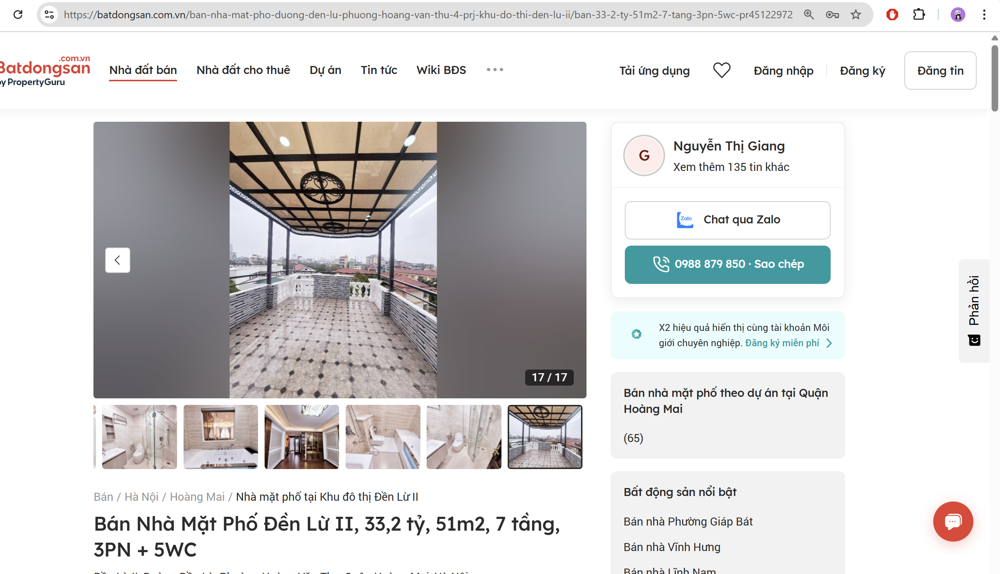 https://batdongsan.com.vn/ban-nha-mat-pho-duong-den-lu-phuong-hoang-van-thu-4-prj-khu-do-thi-den-lu-ii/ban-33-2-ty-51m2-7-tang-3pn-5wc-pr45122972
.com.vn
Batdongsan
by PropertyGuru
Nhà đất bán
Nhà đất cho thuê
Dự án
Tin tức
Wiki BĐS
Tải ứng dụng
Đăng nhập
Đăng ký
Đăng tin
17 / 17
G
Nguyễn Thị Giang
Xem thêm 135 tin khác
Zalo
Chat qua Zalo
0988 879 850 · Sao chép
X2 hiệu quả hiển thị cùng tài khoản Môi
giới chuyên nghiệp. Đăng ký miễn phí
Phản hồi
Bán nhà mặt phố theo dự án tại Quận
Hoàng Mai
(65)
Bất động sản nổi bật
Bán nhà Phường Giáp Bát
Bán nhà Vĩnh Hưng
Bán nhà Lĩnh Nam
Bán / Hà Nội / Hoàng Mai / Nhà mặt phố tại Khu đô thị Đền Lừ II
Bán Nhà Mặt Phố Đền Lừ II, 33,2 tỷ, 51m2, 7 tầng,
3PN + 5WC